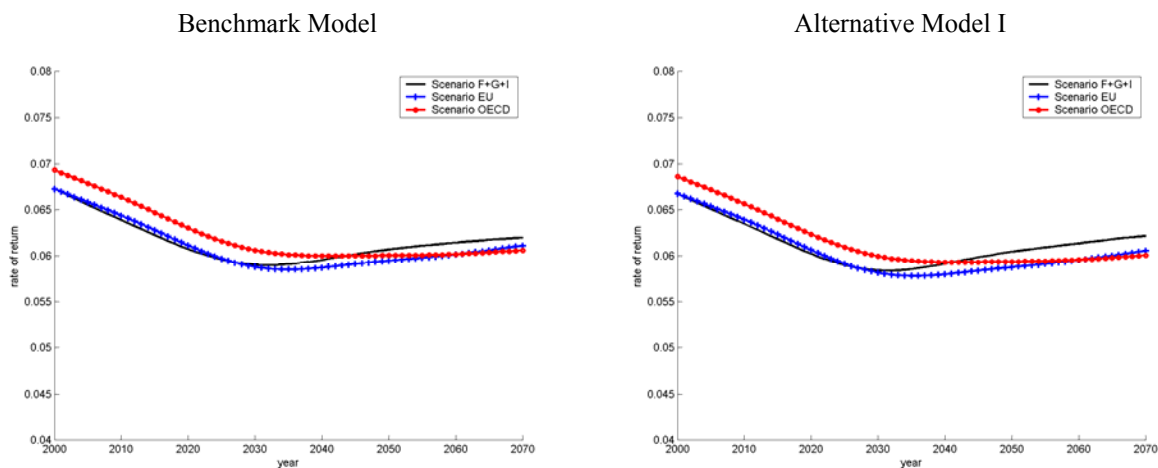 Benchmark Model
Alternative Model I
0.08
0.075
0.07
0.065
0.06
0.055
0.05
0.045
0.04
rate of return
2000 2010 2020 2030 2040 2050 2060 2070
year
Scenario F+G+I
Scenario EU
Scenario OECD
0.08
0.075
0.07
0.065
0.06
0.055
0.05
0.045
0.04
rate of return
2000 2010 2020 2030 2040 2050 2060 2070
year
Scenario F+G+I
Scenario EU
Scenario OECD